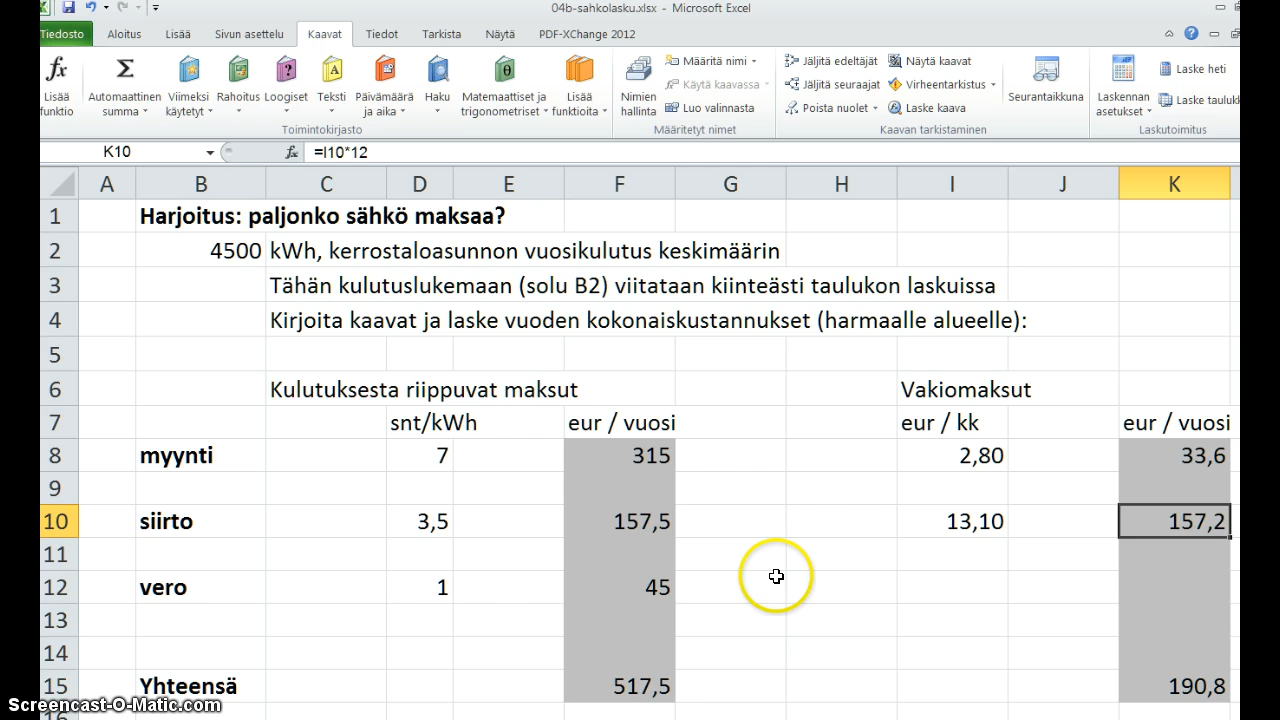 04b-sahkolasku.xlsx - Microsoft Excel
Tiedosto Aloitus Lisää Sivun asettelu Kaavat Tiedot Tarkista Näytä PDF-XChange 2012
Lisää funktio
Automaattinen summa
Viimeksi käytetyt
Rahoitus
Loogiset
Teksti
Päivämäärä ja aika
Haku
Matemaattiset ja trigonometriset
Lisää funktioita
Toimintokirjasto
Nimien hallinta
Määritä nimi
Käytä kaavassa
Luo valinnasta
Määritetyt nimet
Jäljitä edeltäjät
Jäljitä seuraajat
Poista nuolet
Näytä kaavat
Virheentarkistus
Laske kaava
Kaavan tarkistaminen
Seurantaikkuna
Laskennan asetukset
Laske heti
Laske taulukk
Laskutoimitus
K10 fx =I10*12
A B C D E F G H I J K
1 Harjoitus: paljonko sähkö maksaa?
2 4500 kWh, kerrostaloasunnon vuosikulutus keskimäärin
3 Tähän kulutuslukemaan (solu B2) viitataan kiinteästi taulukon laskuissa
4 Kirjoita kaavat ja laske vuoden kokonaiskustannukset (harmaalle alueelle):
5
6 Kulutuksesta riippuvat maksut Vakiomaksut
7 snt/kWh eur / vuosi eur / kk eur / vuosi
8 myynti 7 315 2,80 33,6
9
10 siirto 3,5 157,5 13,10 157,2
11
12 vero 1 45
13
14
15 Yhteensä 517,5 190,8
Screencast-O-Matic.com